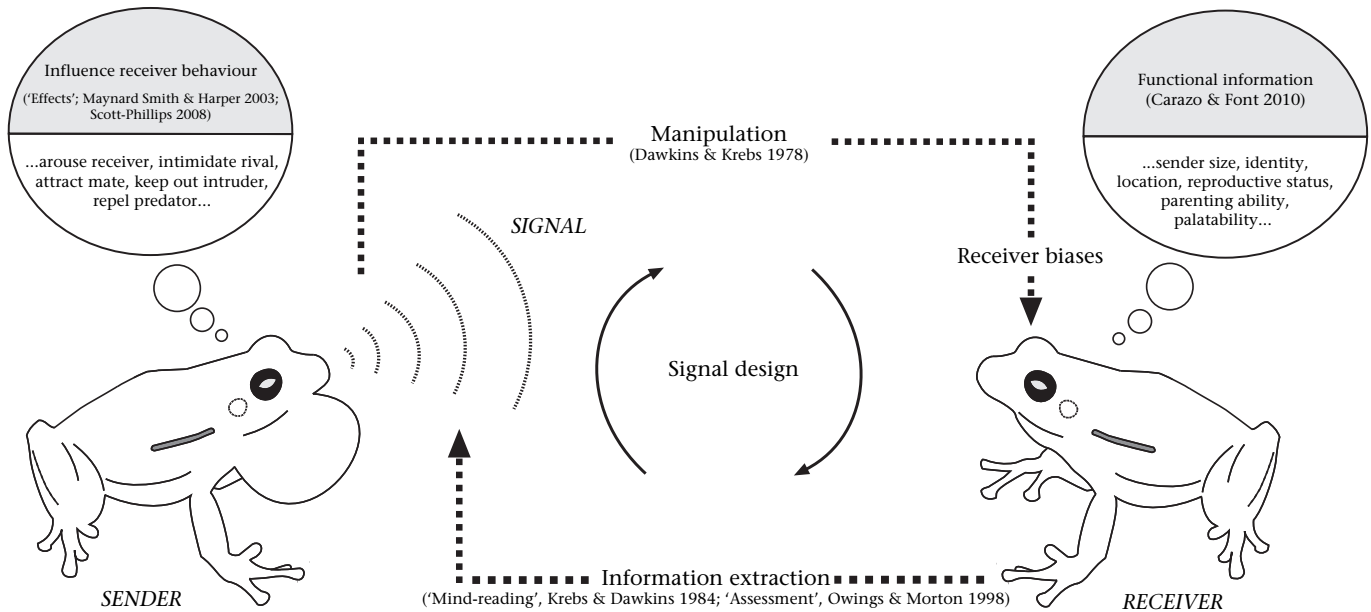 Influence receiver behaviour
('Effects'; Maynard Smith & Harper 2003;
Scott-Phillips 2008)
...arouse receiver, intimidate rival,
attract mate, keep out intruder,
repel predator...
Manipulation
(Dawkins & Krebs 1978)
Functional information
(Carazo & Font 2010)
...sender size, identity,
location, reproductive status,
parenting ability,
palatability...
SIGNAL
Receiver biases
Signal design
Information extraction
('Mind-reading', Krebs & Dawkins 1984; 'Assessment', Owings & Morton 1998)
SENDER
RECEIVER